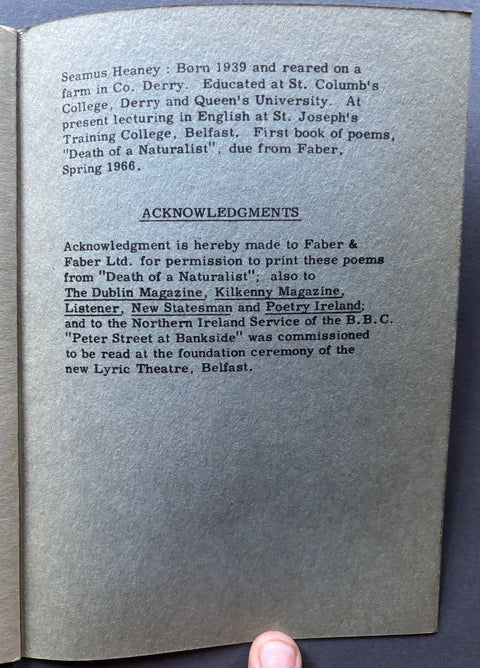 Seamus Heaney : Born 1939 and reared on a
farm in Co. Derry. Educated at St. Columb's
College, Derry and Queen's University. At
present lecturing in English at St. Joseph's
Training College, Belfast. First book of poems,
"Death of a Naturalist", due from Faber,
Spring 1966.
ACKNOWLEDGMENTS
Acknowledgment is hereby made to Faber &
Faber Ltd. for permission to print these poems
from "Death of a Naturalist"; also to
The Dublin Magazine, Kilkenny Magazine,
Listener, New Statesman and Poetry Ireland;
and to the Northern Ireland Service of the B.B.C.
"Peter Street at Bankside" was commissioned
to be read at the foundation ceremony of the
new Lyric Theatre, Belfast.